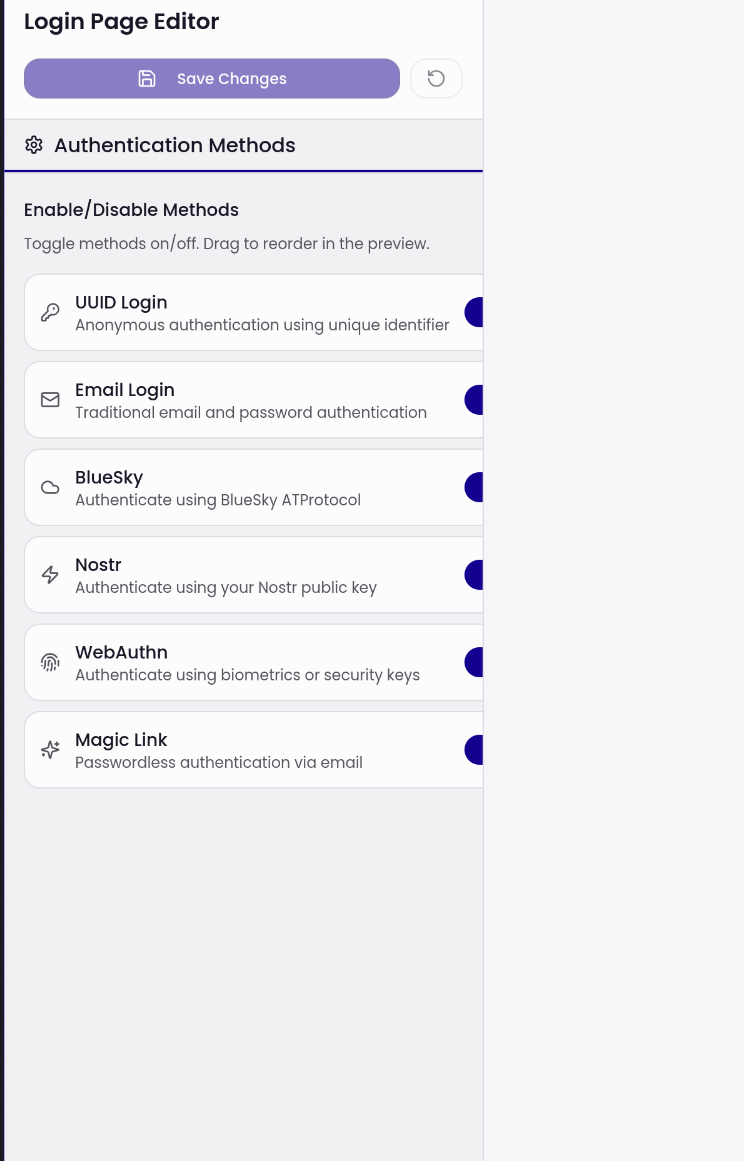 Login Page Editor
Save Changes
Authentication Methods
Enable/Disable Methods
Toggle methods on/off. Drag to reorder in the preview.
UUID Login
Anonymous authentication using unique identifier
Email Login
Traditional email and password authentication
BlueSky
Authenticate using BlueSky ATProtocol
Nostr
Authenticate using your Nostr public key
WebAuthn
Authenticate using biometrics or security keys
Magic Link
Passwordless authentication via email